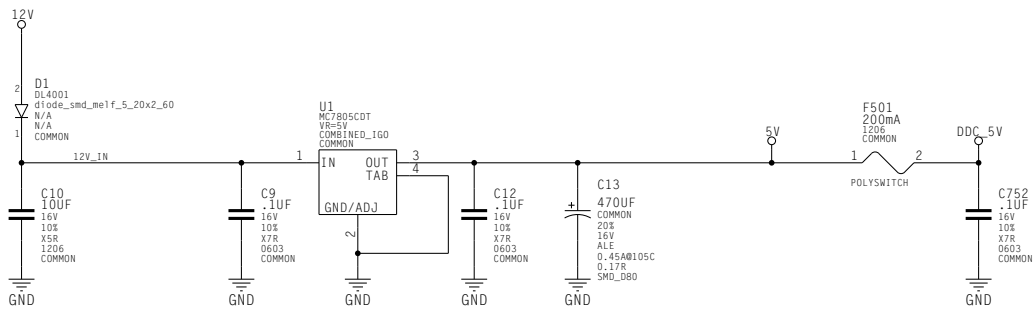 12V
2
D1
DL4001
diode_smd_melf_5_20x2_60
N/A
N/A
COMMON
1
12V_IN
C10
10UF
16V
10%
X5R
1206
COMMON
GND
C9
.1UF
16V
10%
X7R
0603
COMMON
GND
U1
MC7805CDT
VR=5V
COMBINED_IGO
COMMON
1
IN
OUT
3
TAB
4
GND/ADJ
2
GND
C12
.1UF
16V
10%
X7R
0603
COMMON
GND
+
C13
470UF
COMMON
20%
16V
ALE
0.45A@105C
0.17R
SMD_D80
GND
5V
F501
200mA
1206
COMMON
1
2
POLYSWITCH
DDC_5V
C752
.1UF
16V
10%
X7R
0603
COMMON
GND